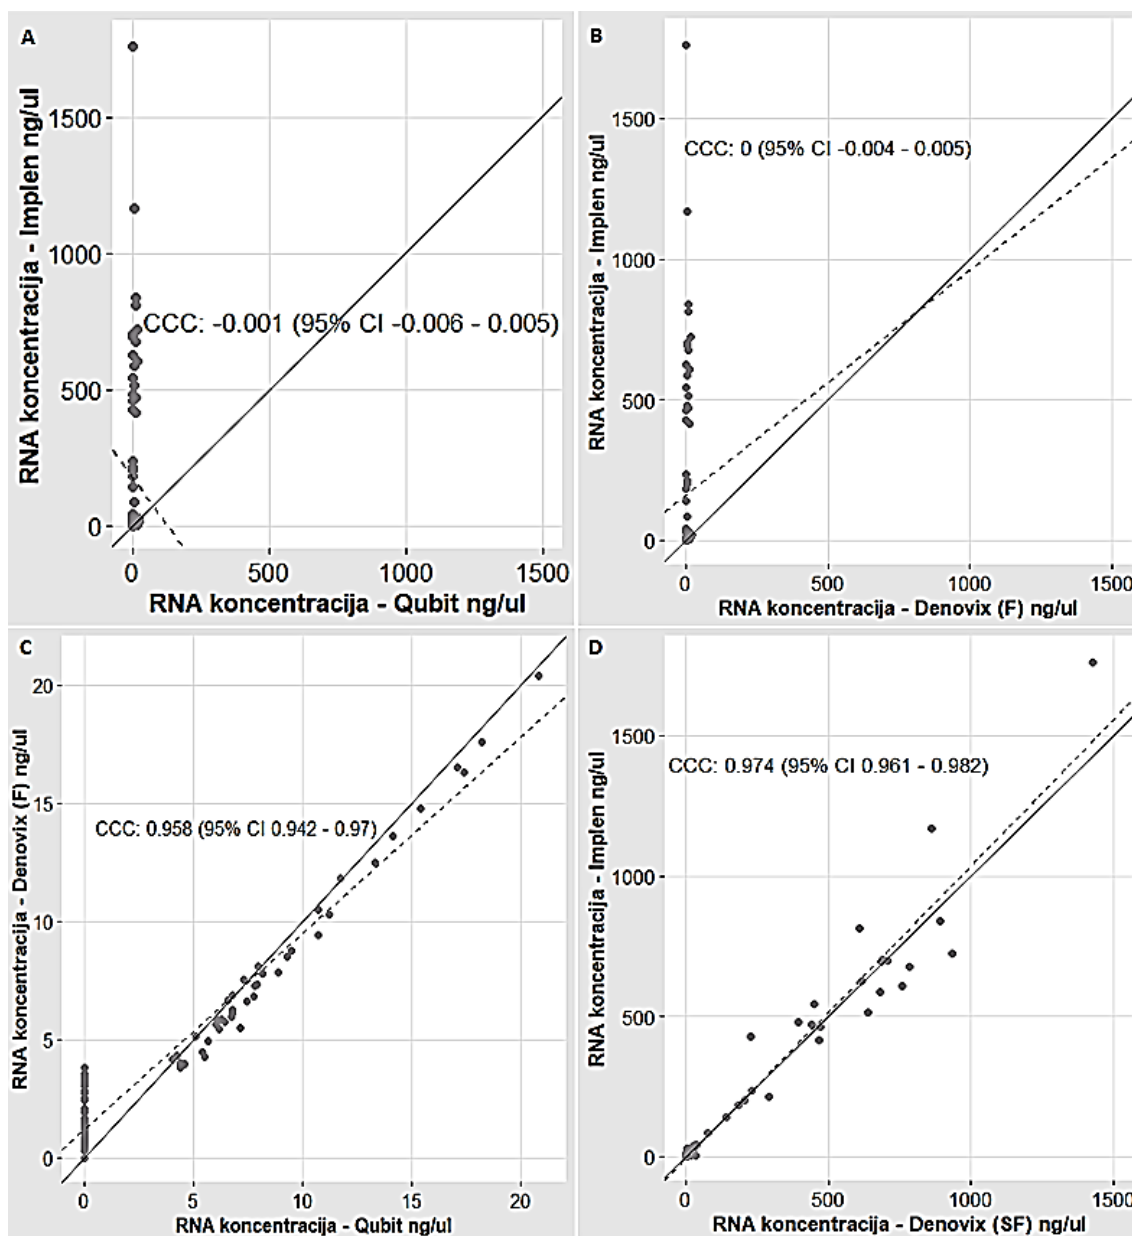 A
RNA koncentracija - Implen ng/ul
1500
1000
500
0
CCC: -0.001 (95% CI -0.006 - 0.005)
0 500 1000 1500
RNA koncentracija - Qubit ng/ul
B
RNA koncentracija - Implen ng/ul
1500
1000
500
0
CCC: 0 (95% CI -0.004 - 0.005)
0 500 1000 1500
RNA koncentracija - Denovix (F) ng/ul
C
RNA koncentracija - Denovix (F) ng/ul
20
15
10
5
0
CCC: 0.958 (95% CI 0.942 - 0.97)
0 5 10 15 20
RNA koncentracija - Qubit ng/ul
D
RNA koncentracija - Implen ng/ul
1500
1000
500
0
CCC: 0.974 (95% CI 0.961 - 0.982)
0 500 1000 1500
RNA koncentracija - Denovix (SF) ng/ul